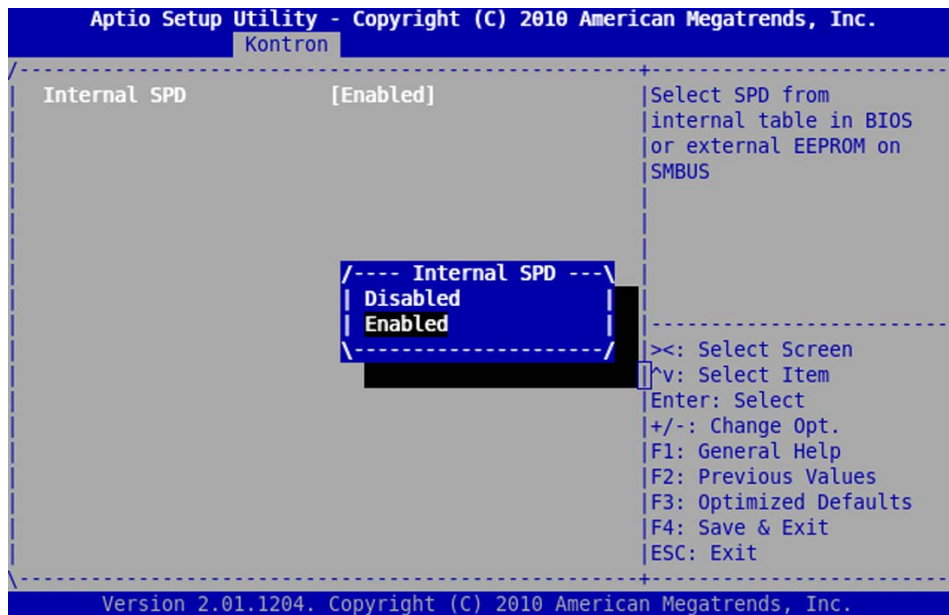 Aptio Setup Utility - Copyright (C) 2010 American Megatrends, Inc.
Kontron
Internal SPD [Enabled]
Select SPD from
internal table in BIOS
or external EEPROM on
SMBUS
/---- Internal SPD ---\
Disabled
Enabled
><: Select Screen
^v: Select Item
Enter: Select
+/-: Change Opt.
F1: General Help
F2: Previous Values
F3: Optimized Defaults
F4: Save & Exit
ESC: Exit
Version 2.01.1204. Copyright (C) 2010 American Megatrends, Inc.